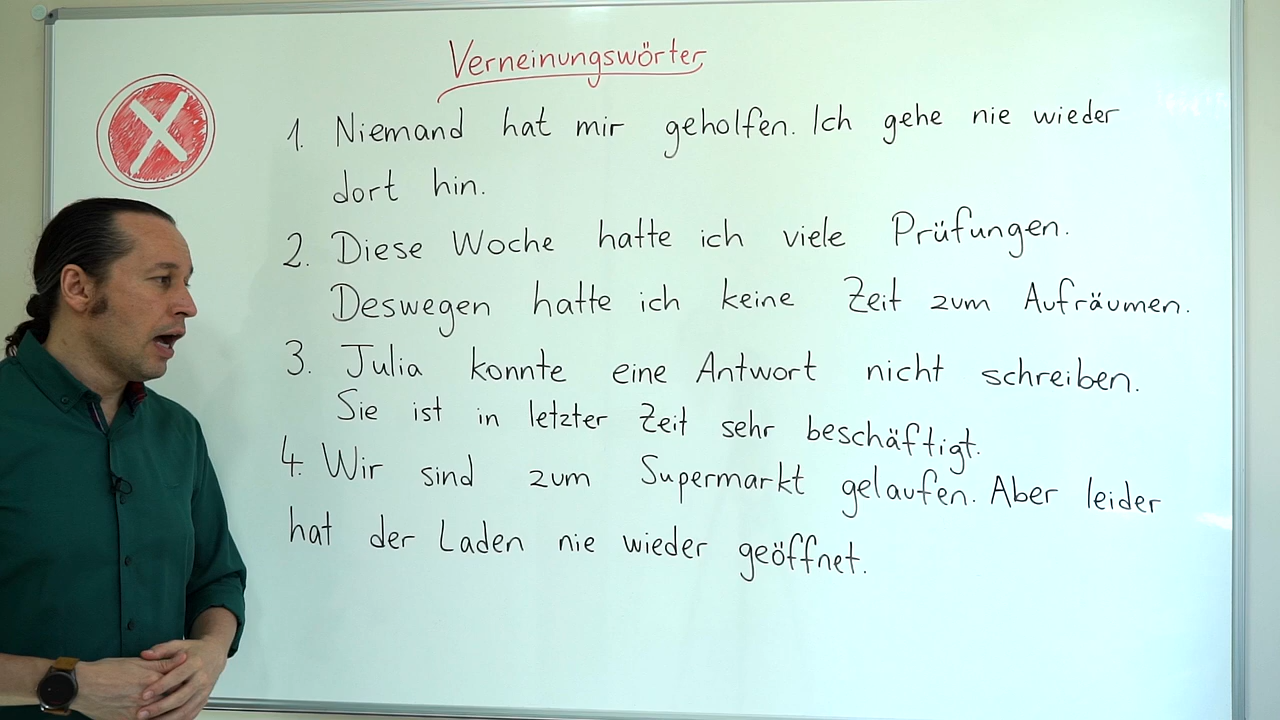 Verneinungswörter
1. Niemand hat mir geholfen. Ich gehe nie wieder
dort hin.
2. Diese Woche hatte ich viele Prüfungen.
Deswegen hatte ich keine Zeit zum Aufräumen.
3. Julia konnte eine Antwort nicht schreiben.
Sie ist in letzter Zeit sehr beschäftigt.
4. Wir sind zum Supermarkt gelaufen. Aber leider
hat der Laden nie wieder geöffnet.